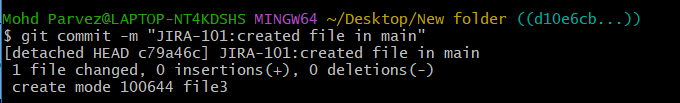 Mohd Parvez@LAPTOP-NT4KDSHS MINGW64 ~/Desktop/New folder ((d10e6cb...))
$ git commit -m "JIRA-101:created file in main"
[detached HEAD c79a46c] JIRA-101:created file in main
 1 file changed, 0 insertions(+), 0 deletions(-)
 create mode 100644 file3